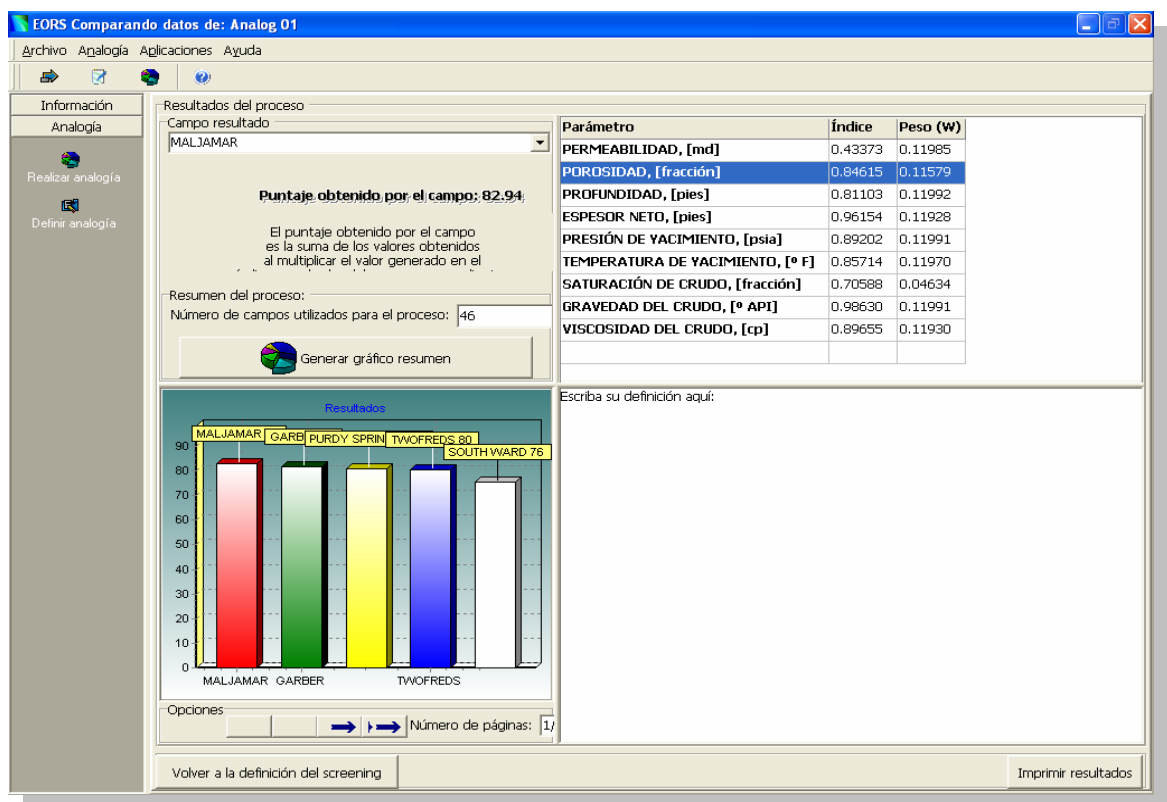 EORS Comparando datos de: Analog 01
Archivo Analogía Aplicaciones Ayuda
Información
Analogía
Realizar analogía
Definir analogía
Resultados del proceso
Campo resultado
MALJAMAR
Puntaje obtenido por el campo: 82.94
El puntaje obtenido por el campo
es la suma de los valores obtenidos
al multiplicar el valor generado en el
Resumen del proceso:
Número de campos utilizados para el proceso: 46
Generar gráfico resumen
Parámetro Índice Peso (W)
PERMEABILIDAD, [md] 0.43373 0.11985
POROSIDAD, [fracción] 0.84615 0.11579
PROFUNDIDAD, [pies] 0.81103 0.11992
ESPESOR NETO, [pies] 0.96154 0.11928
PRESIÓN DE YACIMIENTO, [psia] 0.89202 0.11991
TEMPERATURA DE YACIMIENTO, [º F] 0.85714 0.11970
SATURACIÓN DE CRUDO, [fracción] 0.70588 0.04634
GRAVEDAD DEL CRUDO, [º API] 0.98630 0.11991
VISCOSIDAD DEL CRUDO, [cp] 0.89655 0.11930
Resultados
MALJAMAR GARB PURDY SPRIN TWOFREDS 80
SOUTH WARD 76
90
80
70
60
50
40
30
20
10
0
MALJAMAR GARBER TWOFREDS
Opciones
Número de páginas: 1/
Escriba su definición aquí:
Volver a la definición del screening
Imprimir resultados